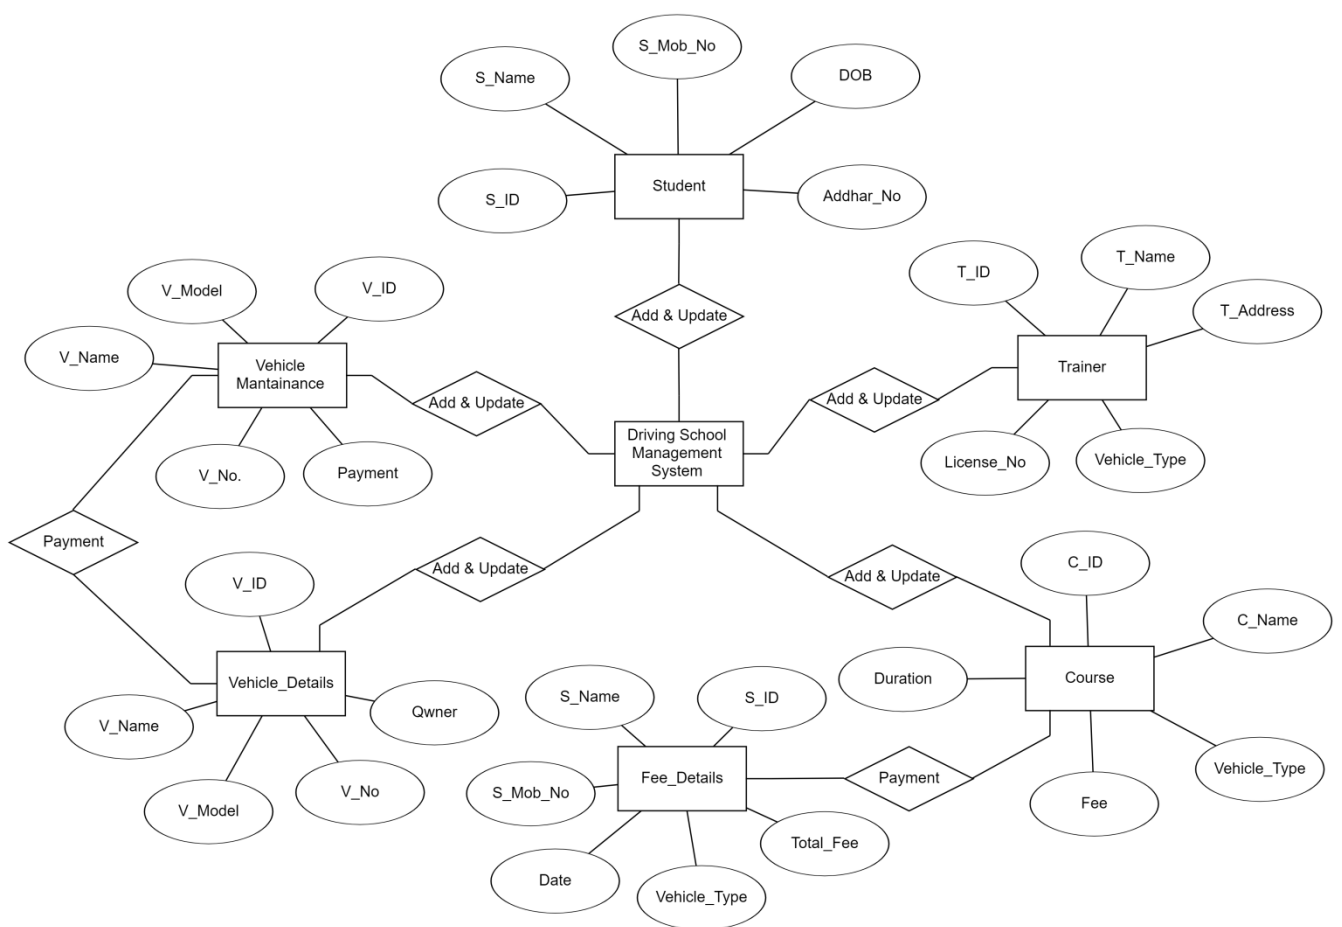 S_Mob_No
S_Name
DOB
Student
S_ID
Addhar_No
T_Name
T_ID
V_Model
V_ID
T_Address
Add & Update
V_Name
Vehicle
Mantainance
Trainer
Add & Update
Add & Update
Driving School
Management
System
V_No.
Payment
License_No
Vehicle_Type
Payment
Add & Update
Add & Update
C_ID
V_ID
C_Name
Vehicle_Details
Duration
Course
S_Name
S_ID
Qwner
V_Name
Vehicle_Type
Fee_Details
Payment
S_Mob_No
V_No
Fee
V_Model
Total_Fee
Date
Vehicle_Type